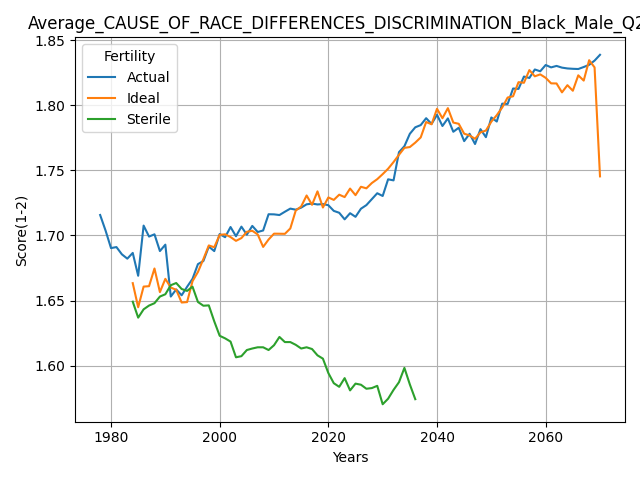 Average_CAUSE_OF_RACE_DIFFERENCES_DISCRIMINATION_Black_Male_Q2
1.85
1.80
1.75
1.70
1.65
1.60
Score(1-2)
Fertility
Actual
Ideal
Sterile
1980 2000 2020 2040 2060
Years